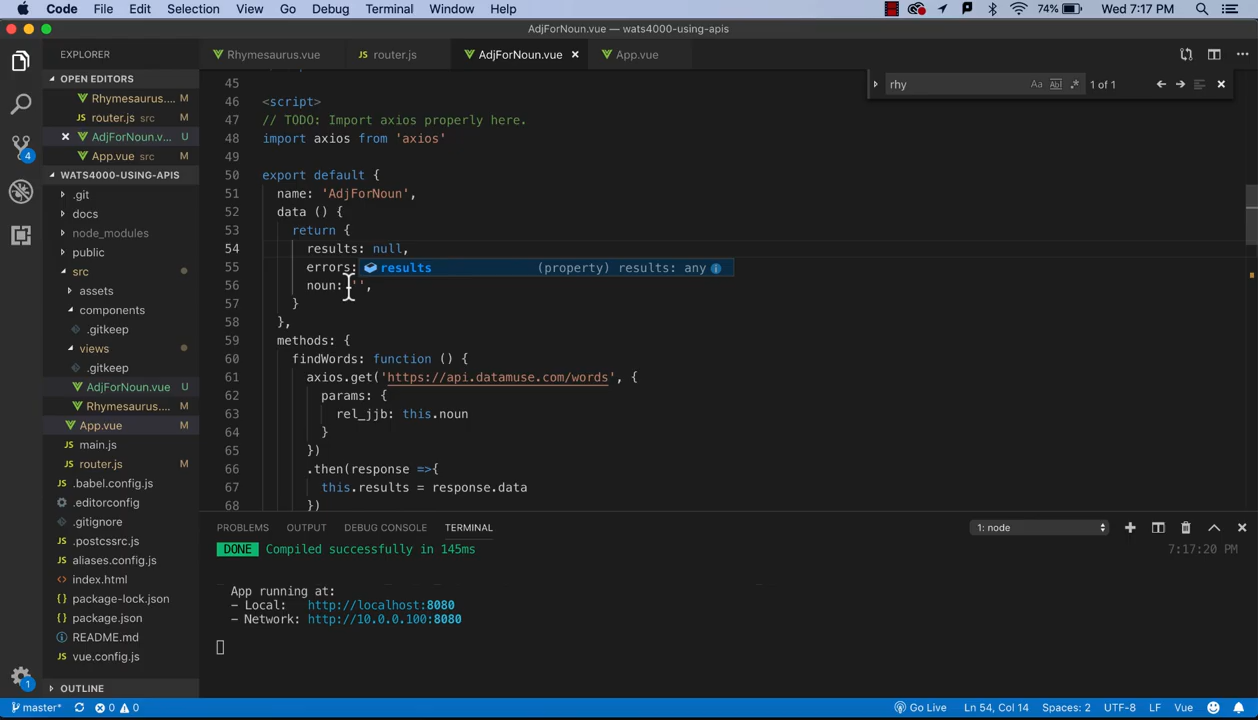 Code File Edit Selection View Go Debug Terminal Window Help 74% Wed 7:17 PM
AdjForNoun.vue — wats4000-using-apis
EXPLORER
Rhymesaurus.vue router.js AdjForNoun.vue App.vue
OPEN EDITORS
Rhymesaurus.... M
router.js src M
AdjForNoun.v... U
App.vue src M
WATS4000-USING-APIS
.git
docs
node_modules
public
src
assets
components
.gitkeep
views
.gitkeep
AdjForNoun.vue U
Rhymesaurus.... M
App.vue M
main.js
router.js M
.babel.config.js
.editorconfig
.gitignore
.postcssrc.js
aliases.config.js
index.html
package-lock.json
package.json
README.md
vue.config.js
OUTLINE
rhy Aa Abl .* 1 of 1
45
46 <script>
47 // TODO: Import axios properly here.
48 import axios from 'axios'
49
50 export default {
51 name: 'AdjForNoun',
52 data () {
53 return {
54 results: null,
55 errors:
results (property) results: any
56 noun: '',
57 }
58 },
59 methods: {
60 findWords: function () {
61 axios.get('https://api.datamuse.com/words', {
62 params: {
63 rel_jjb: this.noun
64 }
65 })
66 .then(response =>{
67 this.results = response.data
68 })
PROBLEMS OUTPUT DEBUG CONSOLE TERMINAL 1: node
DONE Compiled successfully in 145ms 7:17:20 PM
App running at:
- Local: http://localhost:8080
- Network: http://10.0.0.100:8080
4
1
master* 0 0 Go Live Ln 54, Col 14 Spaces: 2 UTF-8 LF Vue